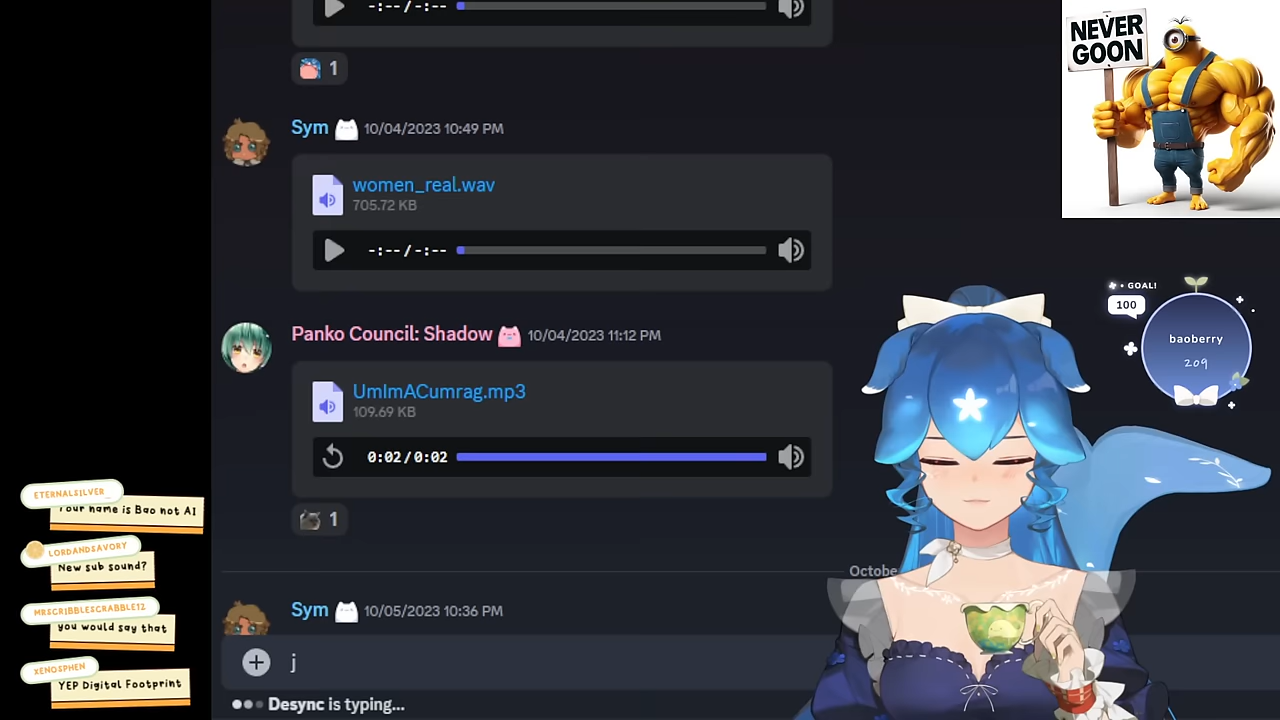 -:-- / -:--
1
Sym 10/04/2023 10:49 PM
women_real.wav
705.72 KB
-:-- / -:--
Panko Council: Shadow 10/04/2023 11:12 PM
UmImACumrag.mp3
109.69 KB
0:02 / 0:02
1
October
Sym 10/05/2023 10:36 PM
j
Desync is typing...
NEVER
GOON
GOAL!
100
baoberry
209
ETERNALSILVER_
Your name is Bao not AI
LORDANDSAVORY
New sub sound?
MRSCRIBBLESCRABBLE12
you would say that
XENOSPHEN
YEP Digital Footprint